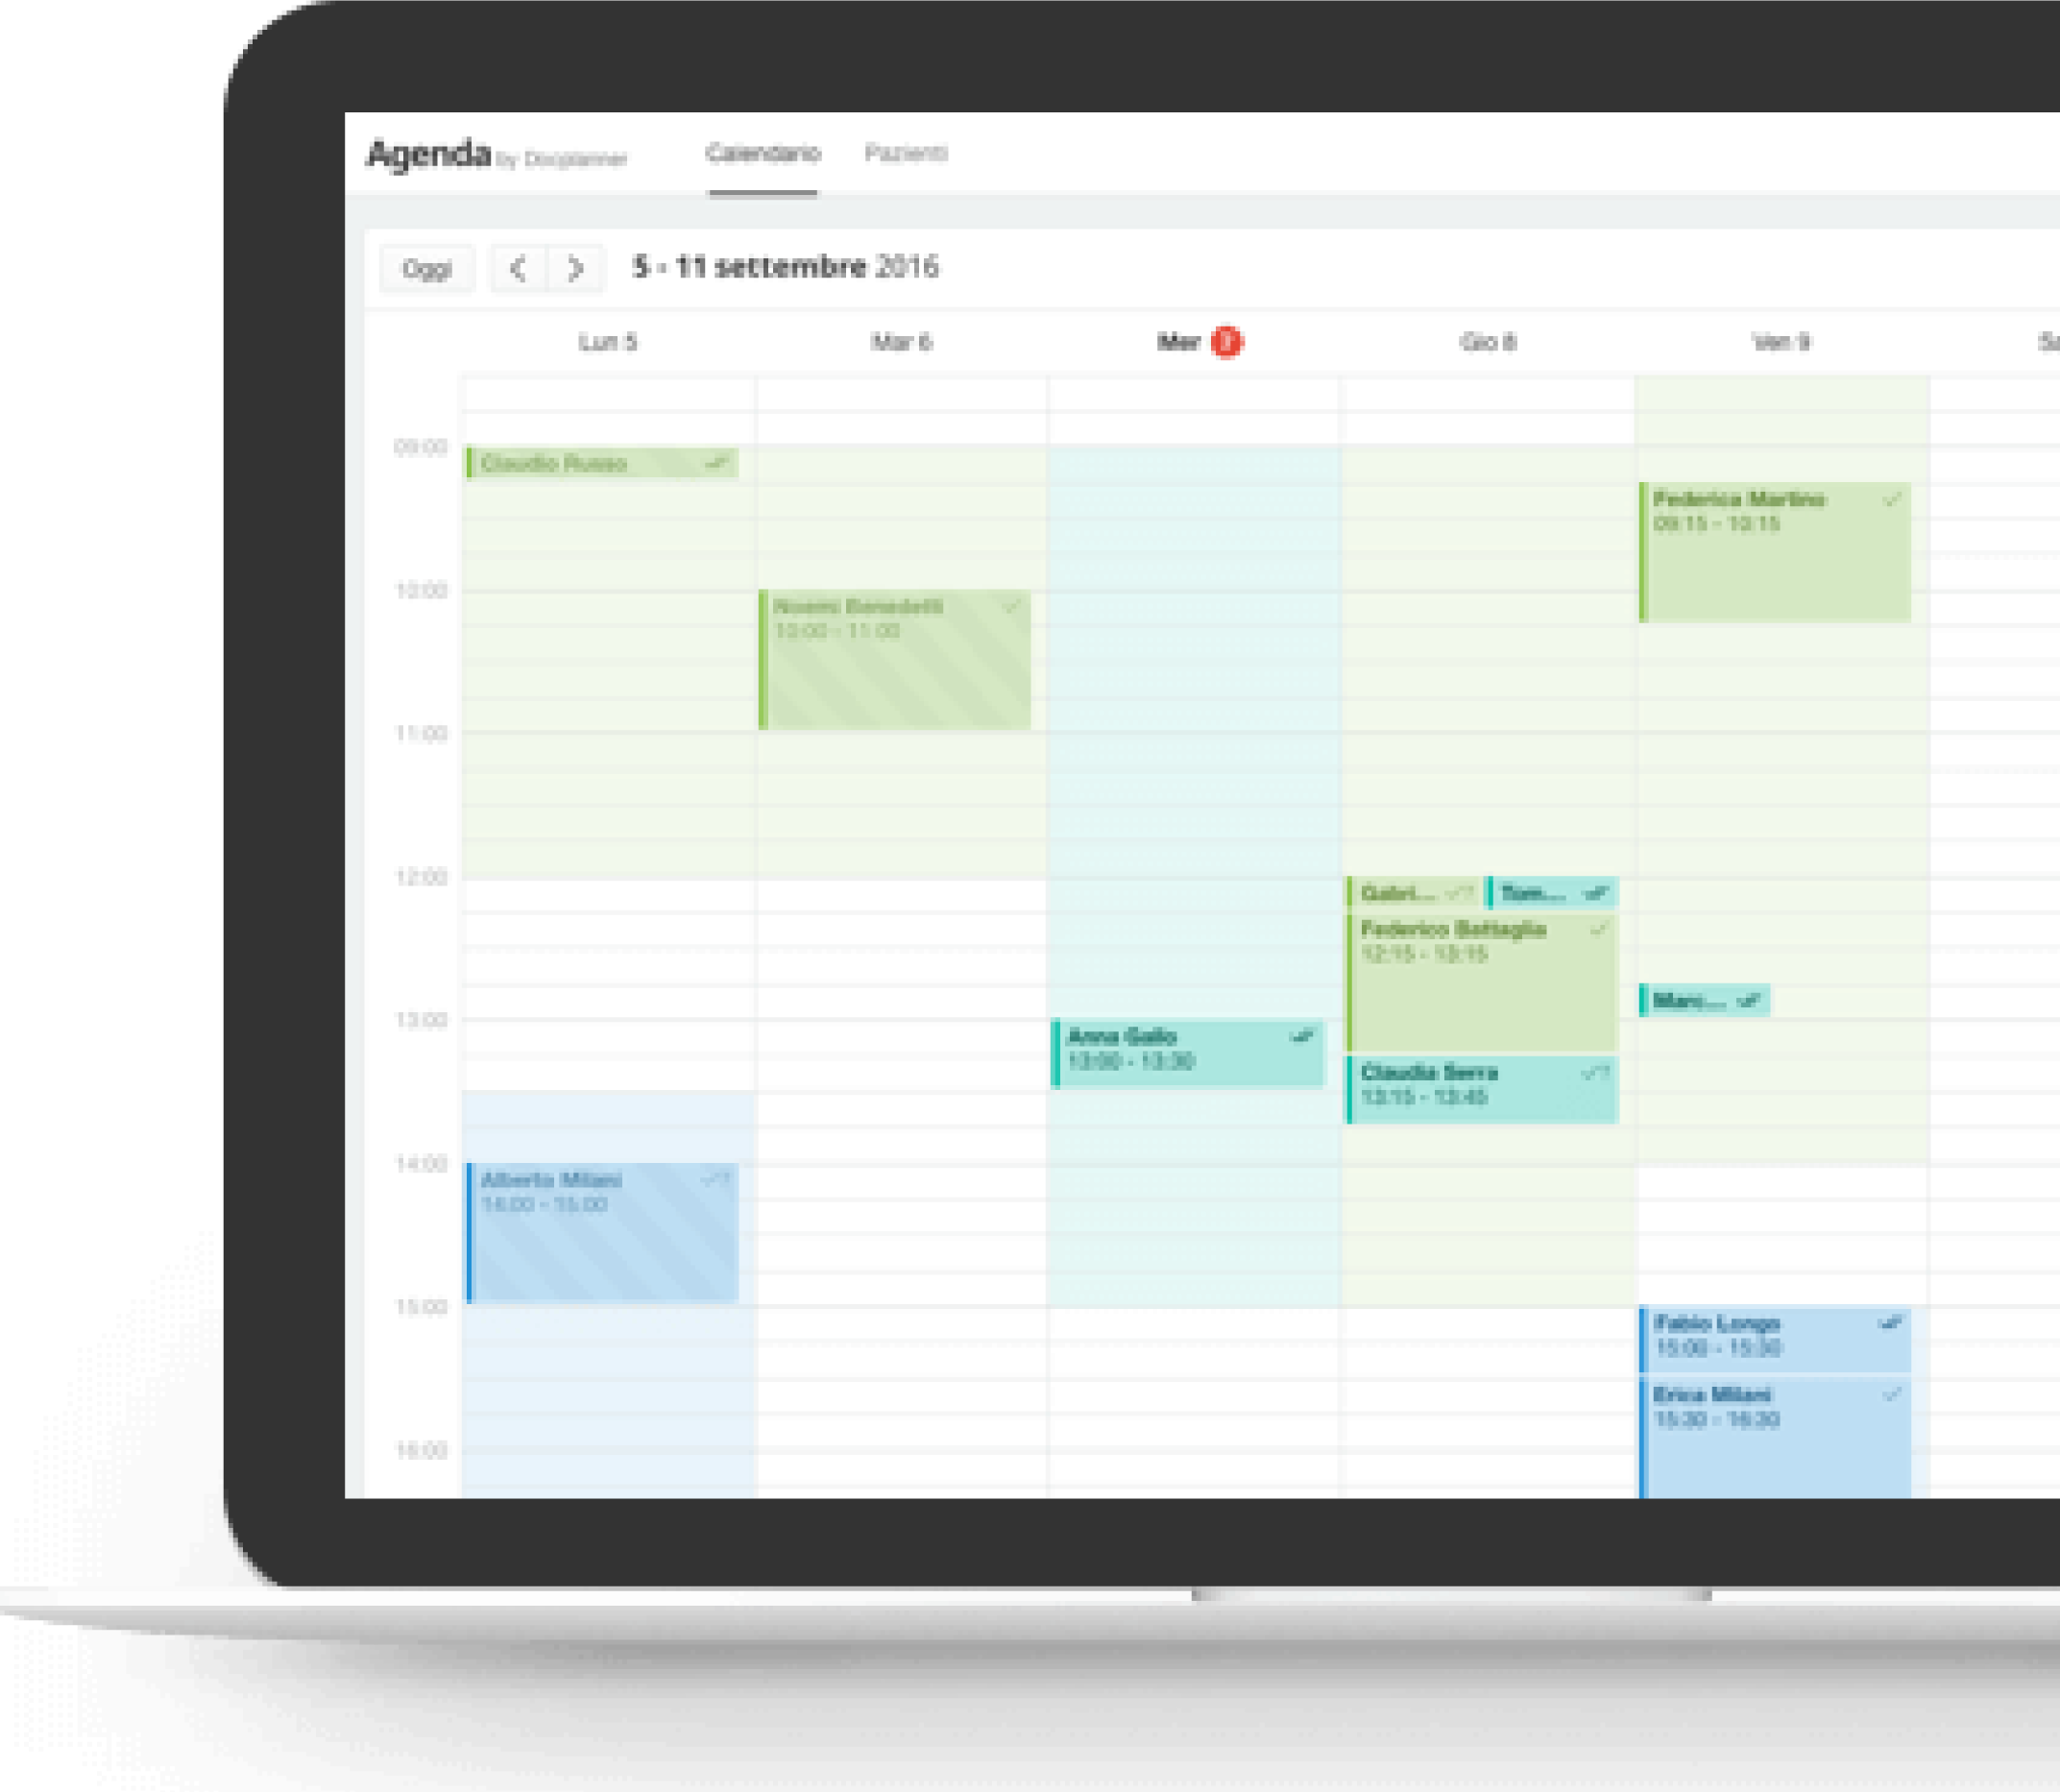 Agenda by Docplanner Calendario Pazienti
Oggi 5 - 11 settembre 2016
Lun 5 Mar 6 Mer 7 Gio 8 Ven 9 Sa
09:00
Claudio Russo
Federica Martino
09:15 - 10:15
10:00
Noemi Benedetti
10:00 - 11:00
11:00
12:00
Gabri... Tom...
Federico Battaglia
12:15 - 13:15
Marc...
13:00
Anna Gallo
13:00 - 13:30
Claudia Serra
13:15 - 13:45
14:00
Alberto Milani
14:00 - 15:00
15:00
Fabio Longo
15:00 - 15:30
Erica Milani
15:30 - 16:30
16:00